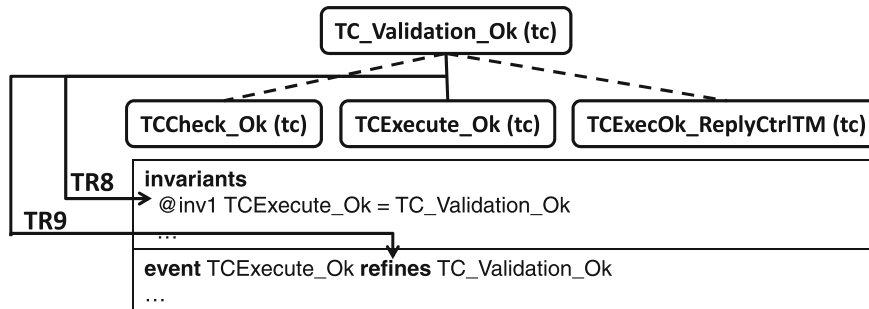 TC_Validation_Ok (tc)
TCCheck_Ok (tc) TCExecute_Ok (tc) TCExecOk_ReplyCtrlTM (tc)
invariants
TR8
@inv1 TCExecute_Ok = TC_Validation_Ok
TR9
...
event TCExecute_Ok refines TC_Validation_Ok
...